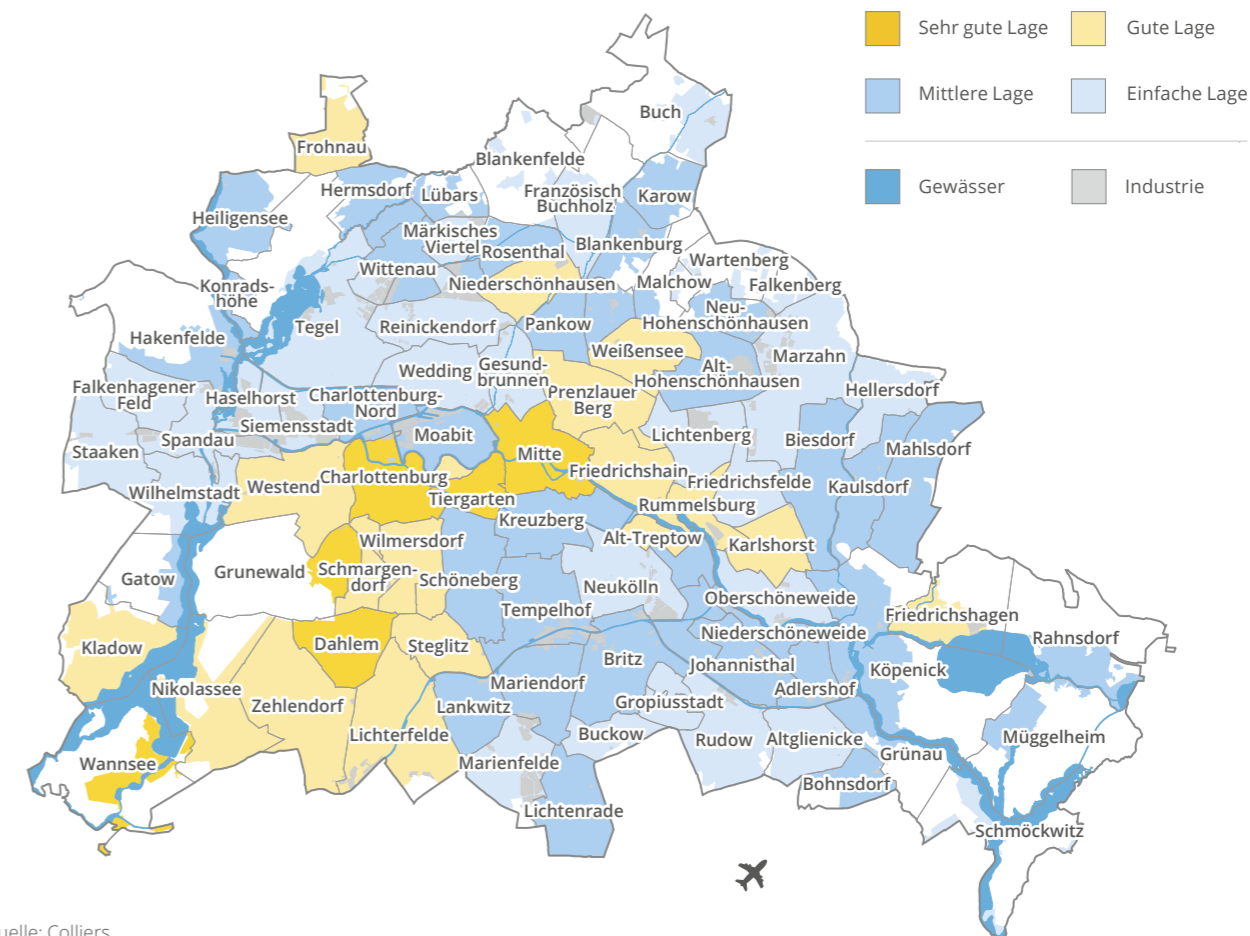 Sehr gute Lage
Gute Lage
Mittlere Lage
Einfache Lage
Gewässer
Industrie
Buch
Frohnau
Blankenfelde
Hermsdorf
Lübars
Französisch
Buchholz
Karow
Heiligensee
Märkisches
Viertel
Rosenthal
Blankenburg
Wartenberg
Wittenau
Niederschönhausen
Malchow
Falkenberg
Konrads-
höhe
Neu-
Hohenschönhausen
Tegel
Reinickendorf
Pankow
Hakenfelde
Weißensee
Marzahn
Wedding
Gesund-
brunnen
Alt-
Hohenschönhausen
Falkenhagener
Feld
Haselhorst
Charlottenburg-
Nord
Prenzlauer
Berg
Hellersdorf
Siemensstadt
Moabit
Lichtenberg
Biesdorf
Mahlsdorf
Spandau
Staaken
Mitte
Friedrichshain
Friedrichsfelde
Kaulsdorf
Wilhelmstadt
Westend
Charlottenburg
Tiergarten
Rummelsburg
Kreuzberg
Wilmersdorf
Alt-Treptow
Karlshorst
Gatow
Grunewald
Schmargen-
dorf
Schöneberg
Neukölln
Oberschöneweide
Tempelhof
Friedrichshagen
Kladow
Dahlem
Steglitz
Niederschöneweide
Rahnsdorf
Britz
Johannisthal
Köpenick
Nikolassee
Mariendorf
Adlershof
Zehlendorf
Lankwitz
Gropiusstadt
Lichterfelde
Buckow
Rudow
Altglienicke
Müggelheim
Wannsee
Marienfelde
Grünau
Bohnsdorf
Lichtenrade
Schmöckwitz
uelle: Colliers